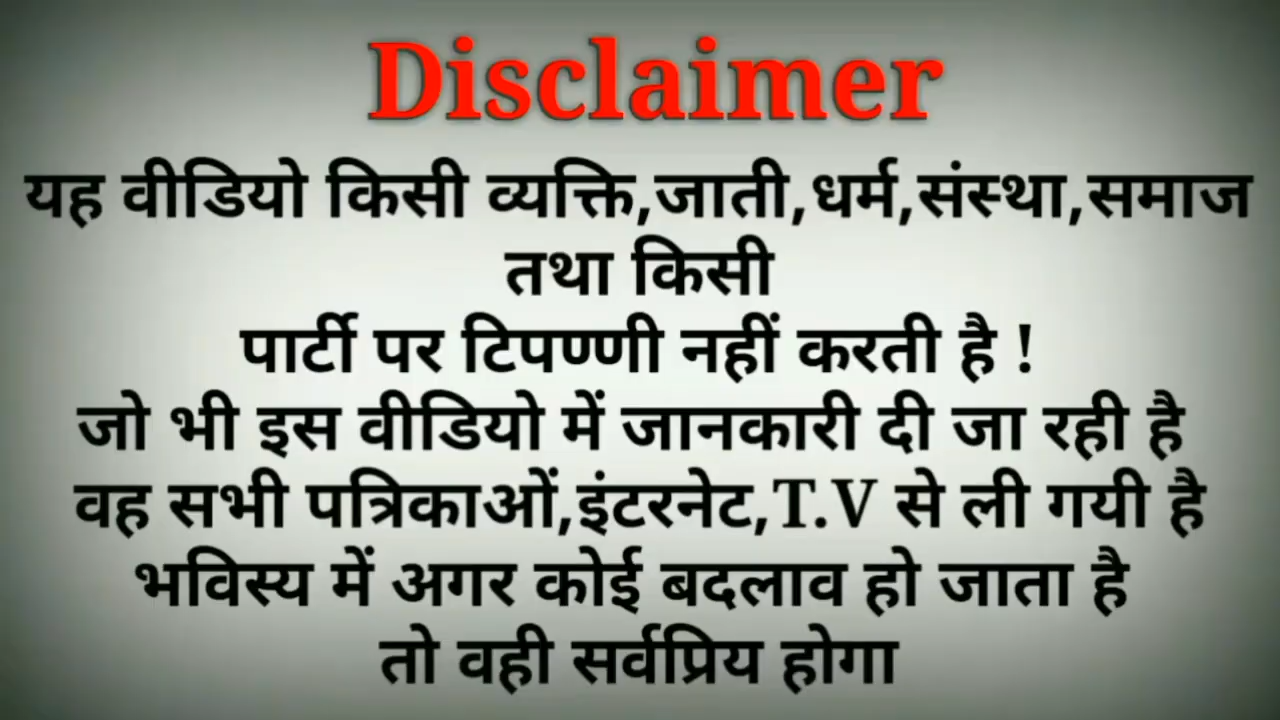 Disclaimer
यह वीडियो किसी व्यक्ति,जाती,धर्म,संस्था,समाज
तथा किसी
पार्टी पर टिपण्णी नहीं करती है !
जो भी इस वीडियो में जानकारी दी जा रही है
वह सभी पत्रिकाओं,इंटरनेट,T.V से ली गयी है
भविस्य में अगर कोई बदलाव हो जाता है
तो वही सर्वप्रिय होगा